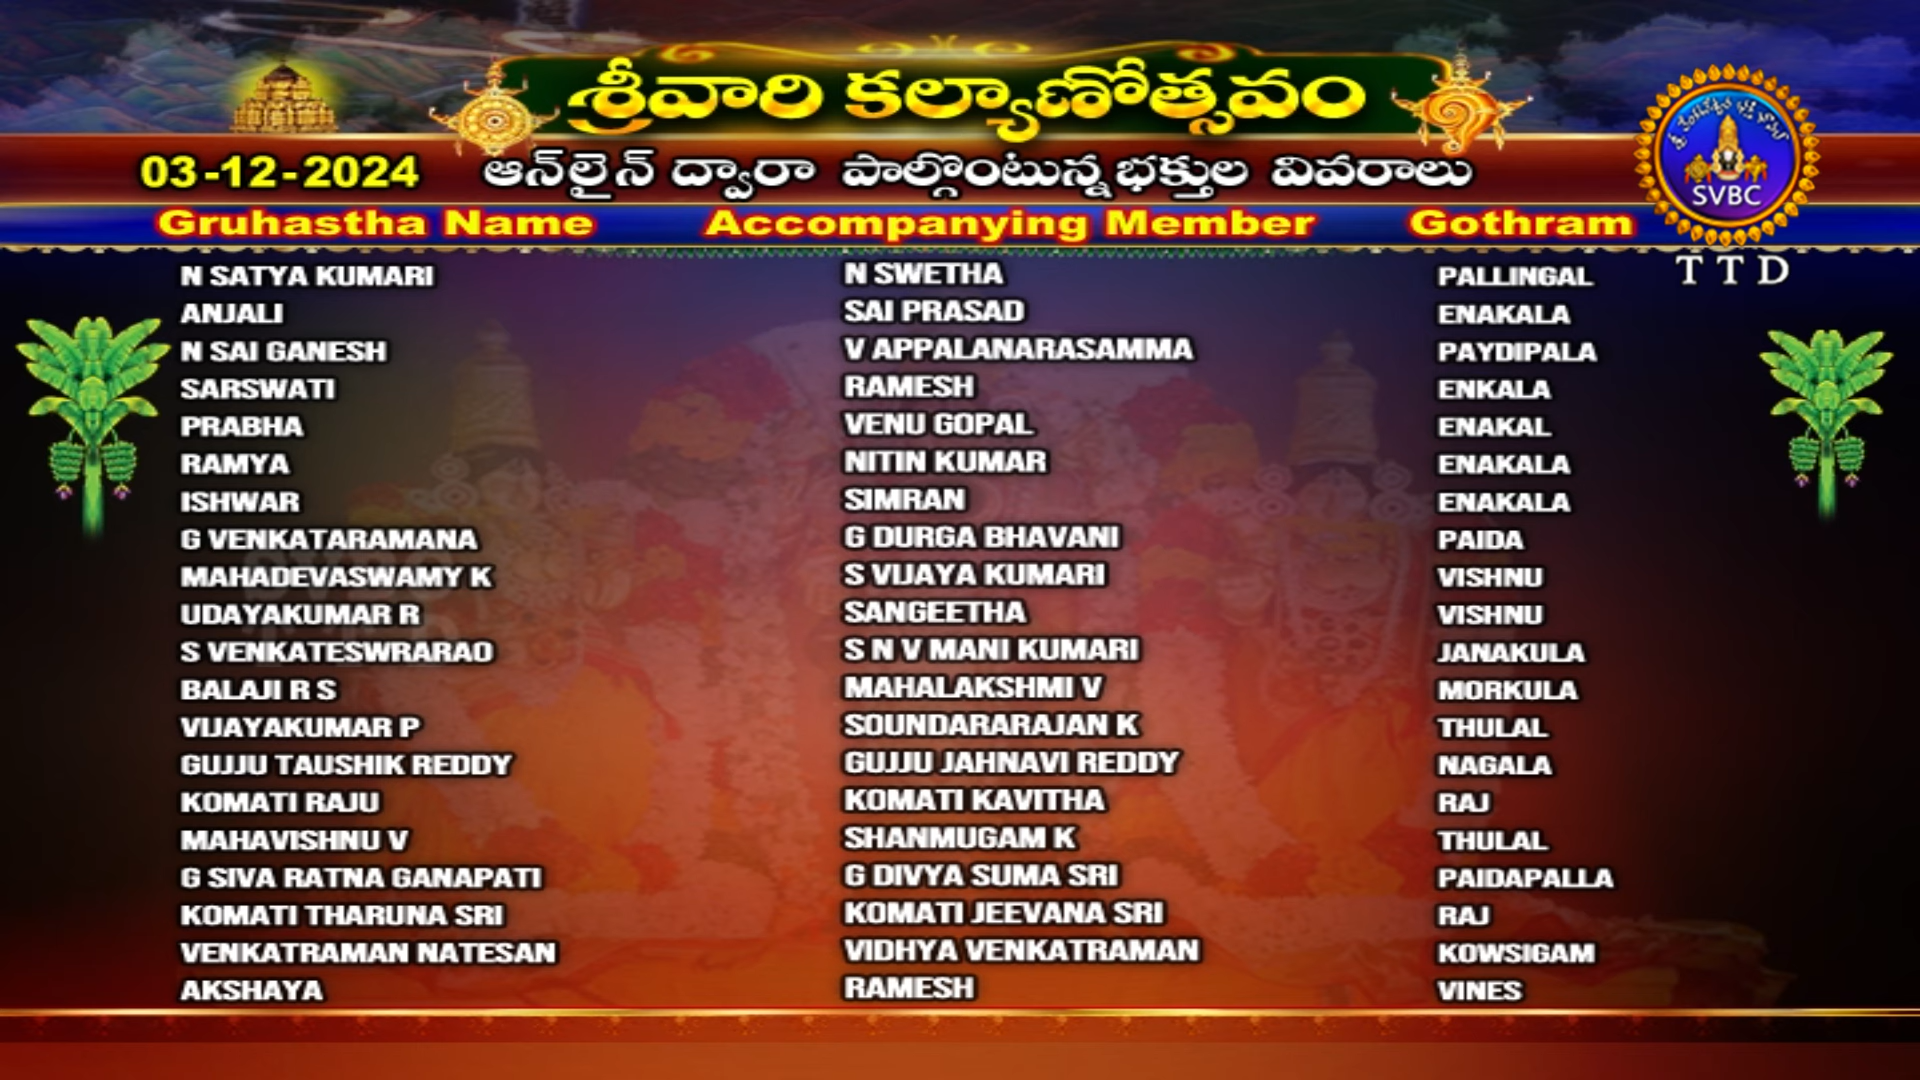 శ్రీవారి కల్యాణోత్సవం
03-12-2024 ఆన్‌లైన్ ద్వారా పాల్గొంటున్న భక్తుల వివరాలు
SVBC
TTD
Gruhastha Name Accompanying Member Gothram
N SATYA KUMARI N SWETHA PALLINGAL
ANJALI SAI PRASAD ENAKALA
N SAI GANESH V APPALANARASAMMA PAYDIPALA
SARSWATI RAMESH ENKALA
PRABHA VENU GOPAL ENAKAL
RAMYA NITIN KUMAR ENAKALA
ISHWAR SIMRAN ENAKALA
G VENKATARAMANA G DURGA BHAVANI PAIDA
MAHADEVASWAMY K S VIJAYA KUMARI VISHNU
UDAYAKUMAR R SANGEETHA VISHNU
S VENKATESWRARAO S N V MANI KUMARI JANAKULA
BALAJI R S MAHALAKSHMI V MORKULA
VIJAYAKUMAR P SOUNDARARAJAN K THULAL
GUJJU TAUSHIK REDDY GUJJU JAHNAVI REDDY NAGALA
KOMATI RAJU KOMATI KAVITHA RAJ
MAHAVISHNU V SHANMUGAM K THULAL
G SIVA RATNA GANAPATI G DIVYA SUMA SRI PAIDAPALLA
KOMATI THARUNA SRI KOMATI JEEVANA SRI RAJ
VENKATRAMAN NATESAN VIDHYA VENKATRAMAN KOWSIGAM
AKSHAYA RAMESH VINES